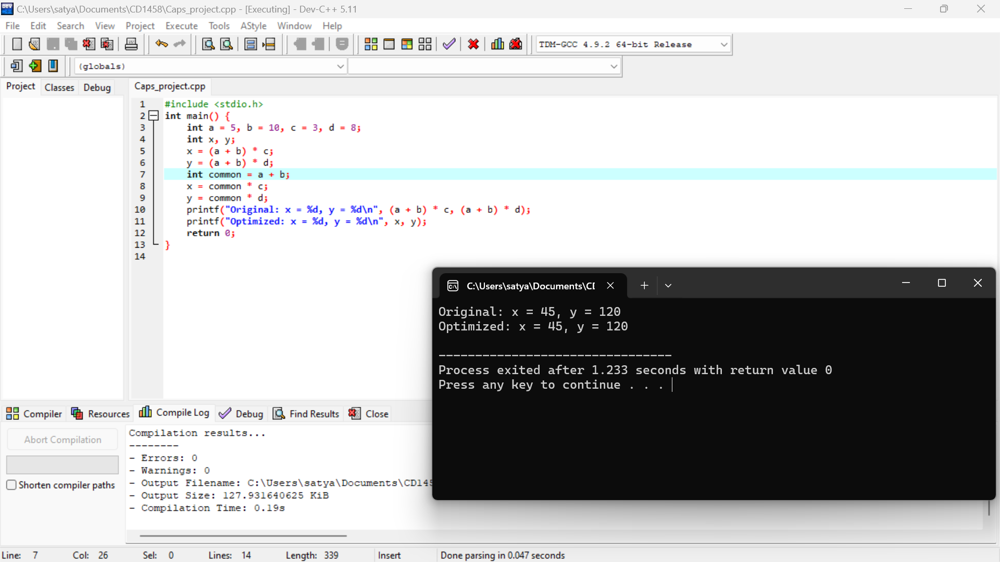 C:\Users\satya\Documents\CD1458\Caps_project.cpp - [Executing] - Dev-C++ 5.11
File Edit Search View Project Execute Tools AStyle Window Help
TDM-GCC 4.9.2 64-bit Release
(globals)
Project Classes Debug
Caps_project.cpp
1 #include <stdio.h>
2 int main() {
3 int a = 5, b = 10, c = 3, d = 8;
4 int x, y;
5 x = (a + b) * c;
6 y = (a + b) * d;
7 int common = a + b;
8 x = common * c;
9 y = common * d;
10 printf("Original: x = %d, y = %d\n", (a + b) * c, (a + b) * d);
11 printf("Optimized: x = %d, y = %d\n", x, y);
12 return 0;
13 }
14
C:\Users\satya\Documents\CI
Original: x = 45, y = 120
Optimized: x = 45, y = 120
--------------------------------
Process exited after 1.233 seconds with return value 0
Press any key to continue . . .
Compiler Resources Compile Log Debug Find Results Close
Abort Compilation
Shorten compiler paths
Compilation results...
--------
- Errors: 0
- Warnings: 0
- Output Filename: C:\Users\satya\Documents\CD145
- Output Size: 127.931640625 KiB
- Compilation Time: 0.19s
Line: 7 Col: 26 Sel: 0 Lines: 14 Length: 339 Insert Done parsing in 0.047 seconds